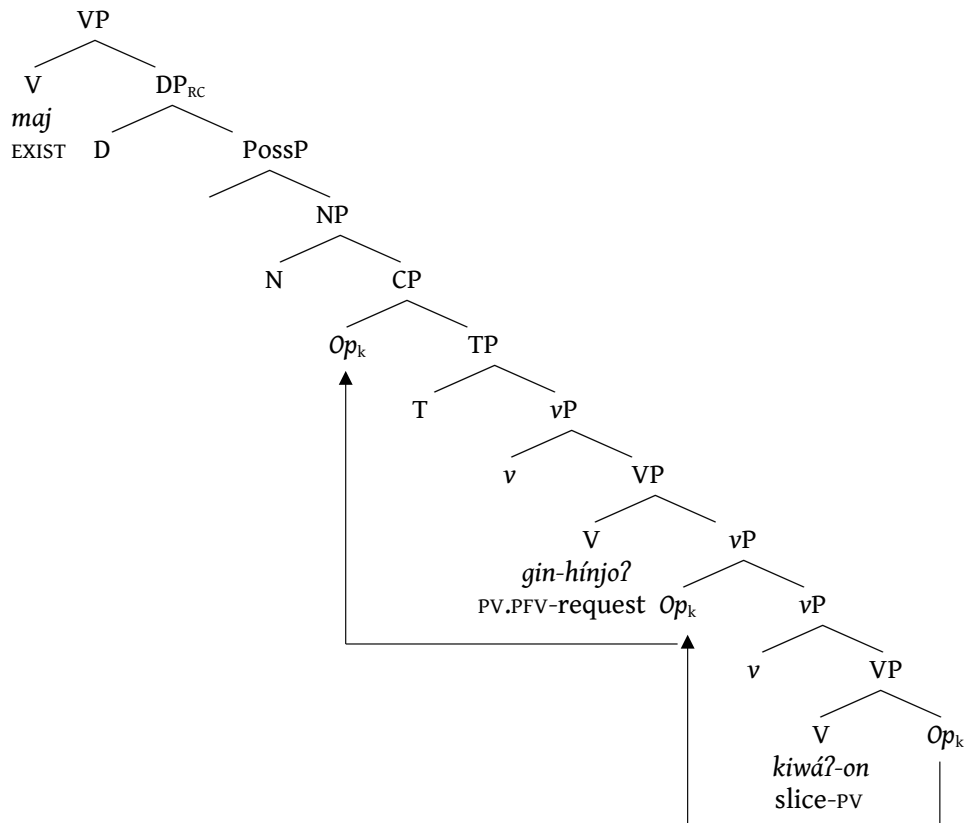 VP
V DP_RC
maj
EXIST D PossP
NP
N CP
Op_k TP
T vP
v VP
V vP
gin-hínjoʔ
PV.PFV-request Op_k vP
v VP
V Op_k
kiwáʔ-on
slice-PV